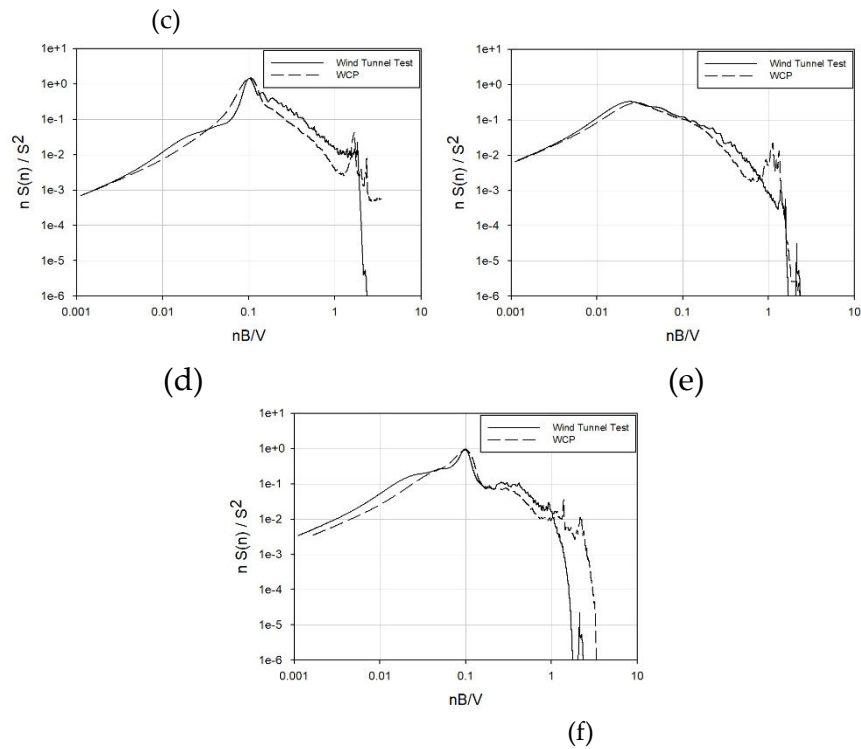 (c)
1e+1
1e+0
1e-1
1e-2
1e-3
1e-4
1e-5
1e-6
n S(n) / S2
0.001 0.01 0.1 1 10
nB/V
Wind Tunnel Test
WCP
(d)
1e+1
1e+0
1e-1
1e-2
1e-3
1e-4
1e-5
1e-6
n S(n) / S2
0.001 0.01 0.1 1 10
nB/V
Wind Tunnel Test
WCP
(e)
1e+1
1e+0
1e-1
1e-2
1e-3
1e-4
1e-5
1e-6
n S(n) / S2
0.001 0.01 0.1 1 10
nB/V
Wind Tunnel Test
WCP
(f)